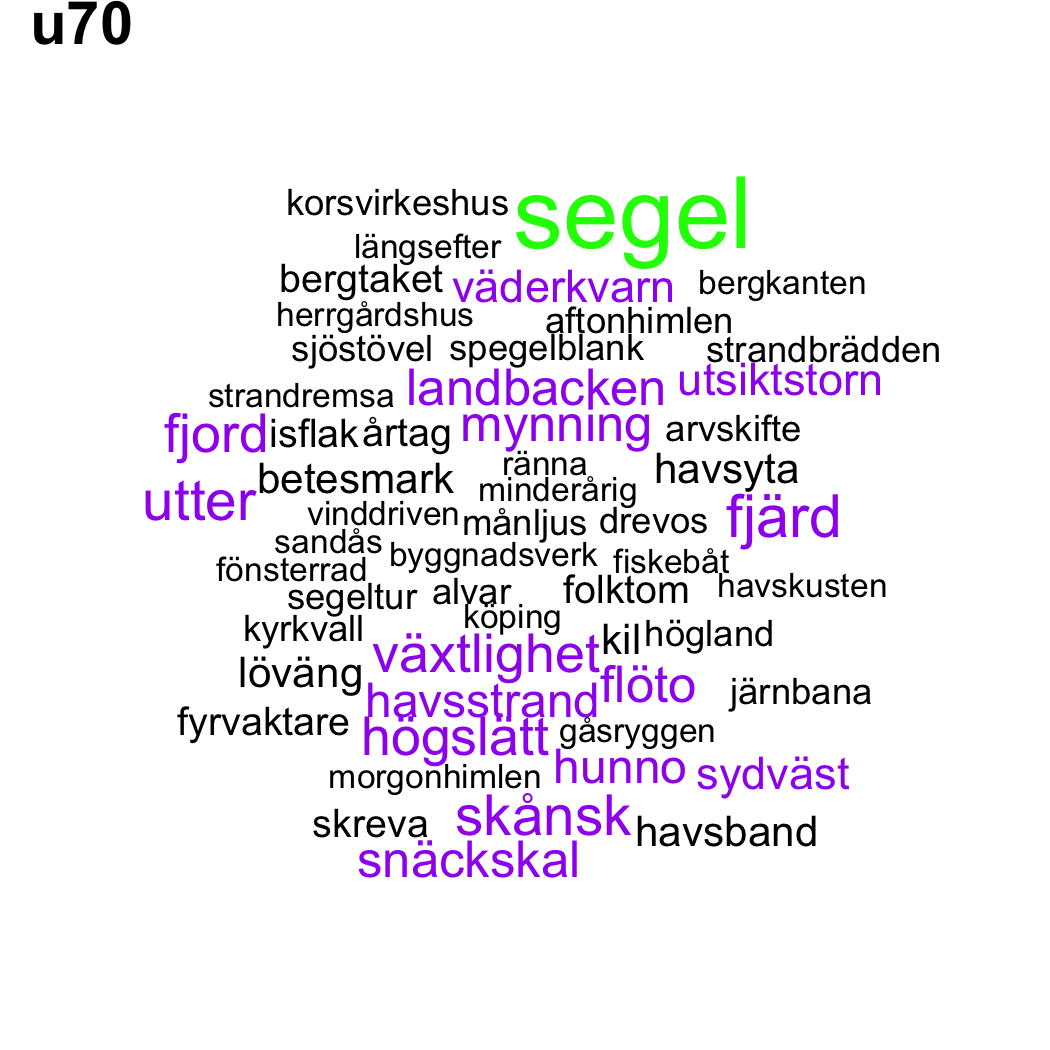 u70
korsvirkeshus segel
längsefter
bergtaket väderkvarn bergkanten
herrgårdshus aftonhimlen
sjöstövel spegelblank strandbrädden
strandremsa landbacken utsiktstorn
fjord isflak årtag mynning arvskifte
ränna havsyta
utter betesmark minderårig
vinddriven månljus drevos fjärd
sandås byggnadsverk fiskebåt
fönsterrad segeltur alvar folktom havskusten
köping
kyrkvall växtlighet kil högland
löväng havsstrand flöto järnbana
fyrvaktare högslätt gåsryggen
morgonhimlen hunno sydväst
skreva skånsk havsband
snäckskal